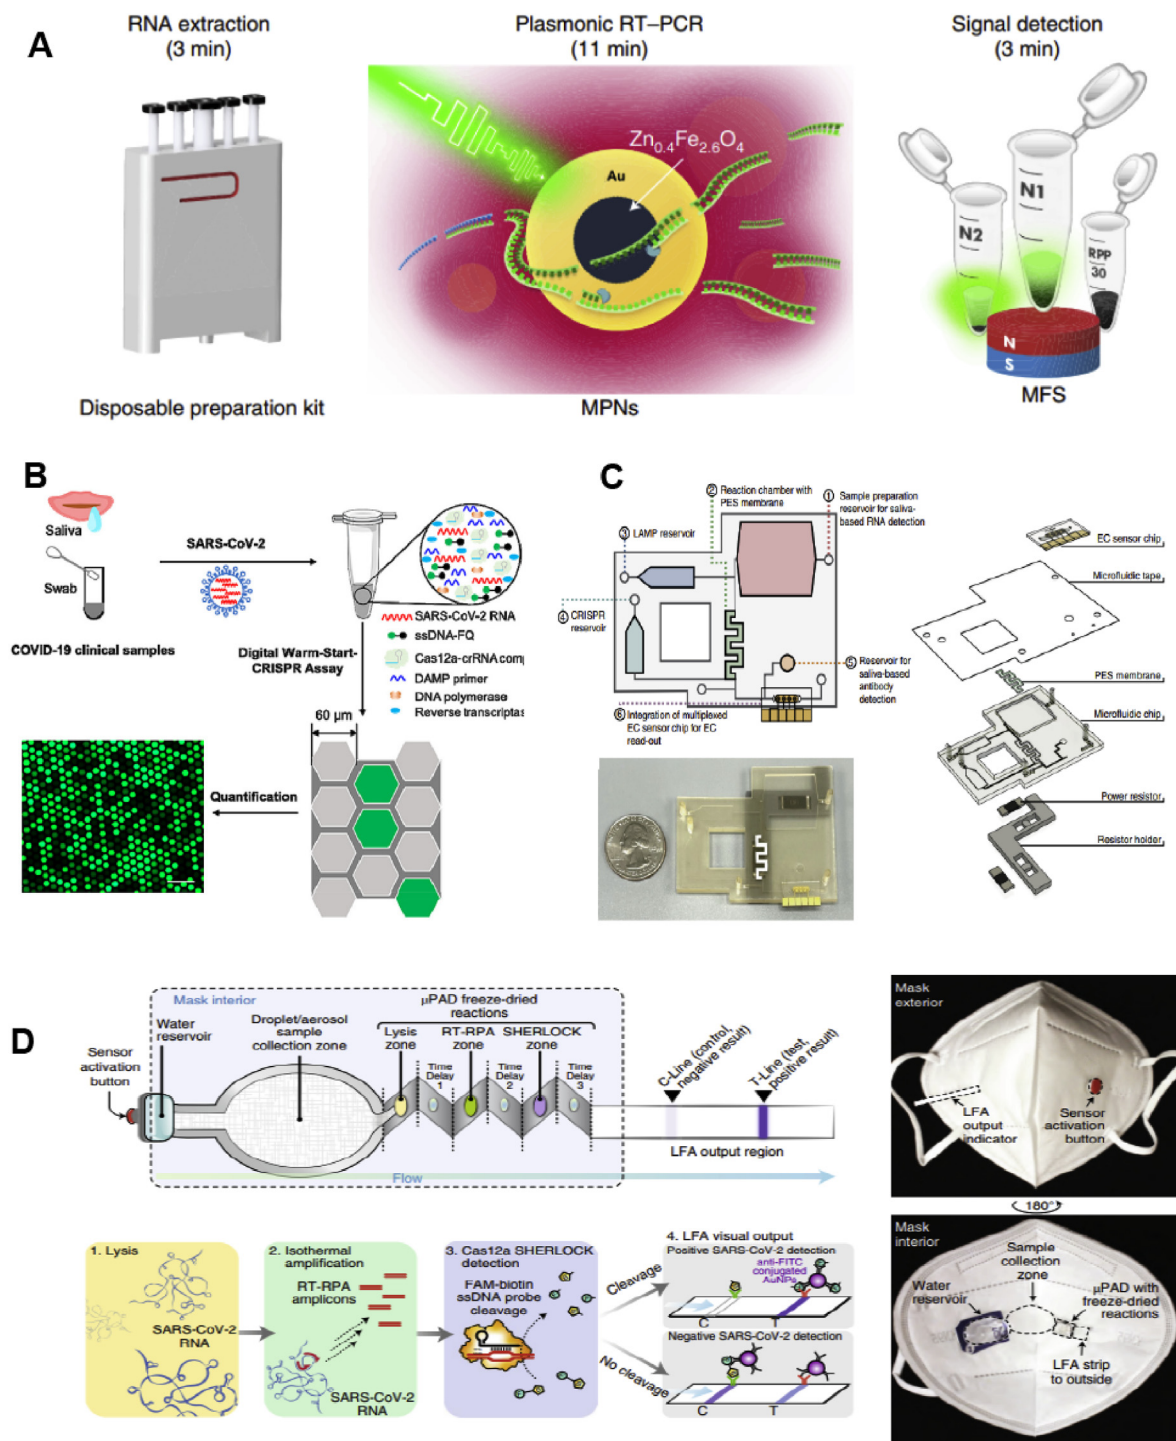 A
RNA extraction
(3 min)
Plasmonic RT–PCR
(11 min)
Signal detection
(3 min)
Zn0.4Fe2.6O4
Au
N1
N2
RPP
30
N
S
Disposable preparation kit
MPNs
MFS
B
Saliva
Swab
COVID-19 clinical samples
SARS-CoV-2
SARS-CoV-2 RNA
ssDNA-FQ
Cas12a-crRNA comp
DAMP primer
DNA polymerase
Reverse transcriptas
Digital Warm-Start-
CRISPR Assay
60 µm
Quantification
C
② Reaction chamber with
PES membrane
① Sample preparation
reservoir for saliva-
based RNA detection
③ LAMP reservoir
④ CRISPR
reservoir
⑤ Reservoir for
saliva-based
antibody
detection
⑥ Integration of multiplexed
EC sensor chip for EC
read-out
EC sensor chip
Microfluidic tape
PES membrane
Microfluidic chip
Power resistor
Resistor holder
D
Mask interior
Water
reservoir
Sensor
activation
button
Droplet/aerosol
sample
collection zone
µPAD freeze-dried
reactions
Lysis
zone
RT-RPA
zone
SHERLOCK
zone
Time
Delay
1
Time
Delay
2
Time
Delay
3
C-Line (control,
negative result)
T-Line (test,
positive result)
LFA output region
Flow
Mask
exterior
LFA
output
indicator
Sensor
activation
button
180°
Mask
interior
Water
reservoir
Sample
collection
zone
µPAD with
freeze-dried
reactions
LFA strip
to outside
1. Lysis
SARS-CoV-2
RNA
2. Isothermal
amplification
RT-RPA
amplicons
SARS-CoV-2
RNA
3. Cas12a SHERLOCK
detection
FAM-biotin
ssDNA probe
cleavage
Cleavage
No cleavage
4. LFA visual output
Positive SARS-CoV-2 detection
anti-FITC
conjugated
AuNPs
C
T
Negative SARS-CoV-2 detection
C
T